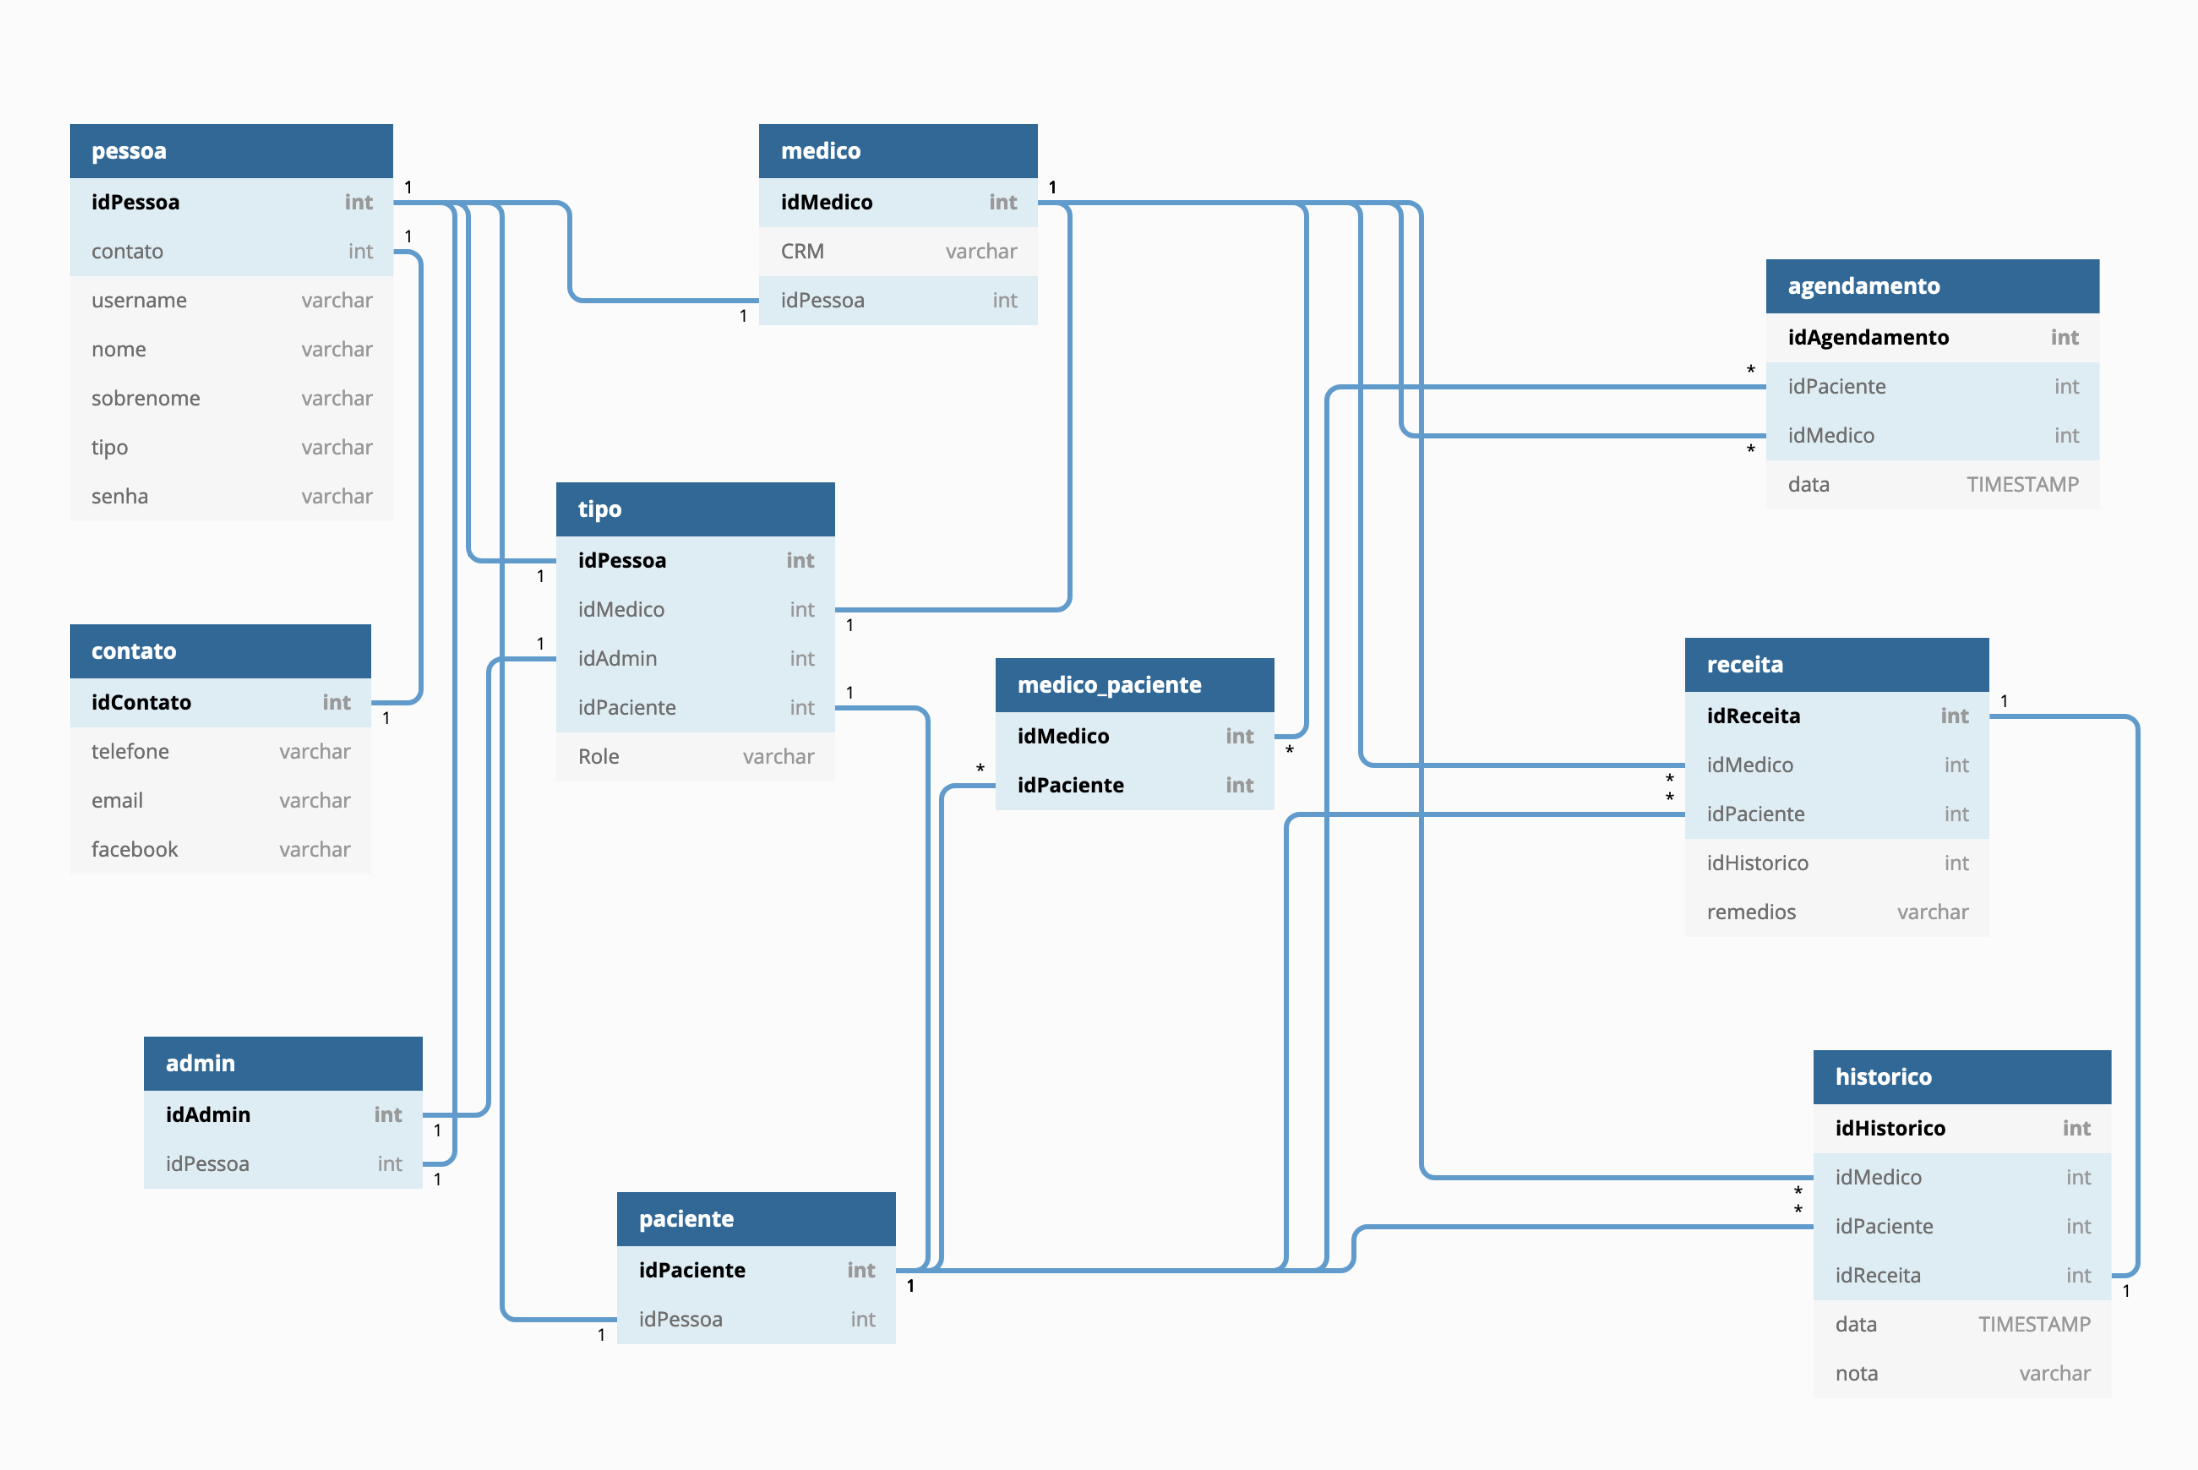 pessoa
idPessoa int 1
contato int 1
username varchar
nome varchar
sobrenome varchar
tipo varchar
senha varchar
medico
idMedico int 1
CRM varchar
1 idPessoa int
agendamento
idAgendamento int
* idPaciente int
* idMedico int
data TIMESTAMP
tipo
1 idPessoa int
idMedico int 1
1 idAdmin int
idPaciente int 1
Role varchar
contato
idContato int 1
telefone varchar
email varchar
facebook varchar
medico_paciente
idMedico int *
* idPaciente int
receita
idReceita int 1
* idMedico int
* idPaciente int
idHistorico int
remedios varchar
admin
idAdmin int 1
idPessoa int 1
paciente
idPaciente int 1
1 idPessoa int
historico
idHistorico int
* idMedico int
* idPaciente int
idReceita int 1
data TIMESTAMP
nota varchar